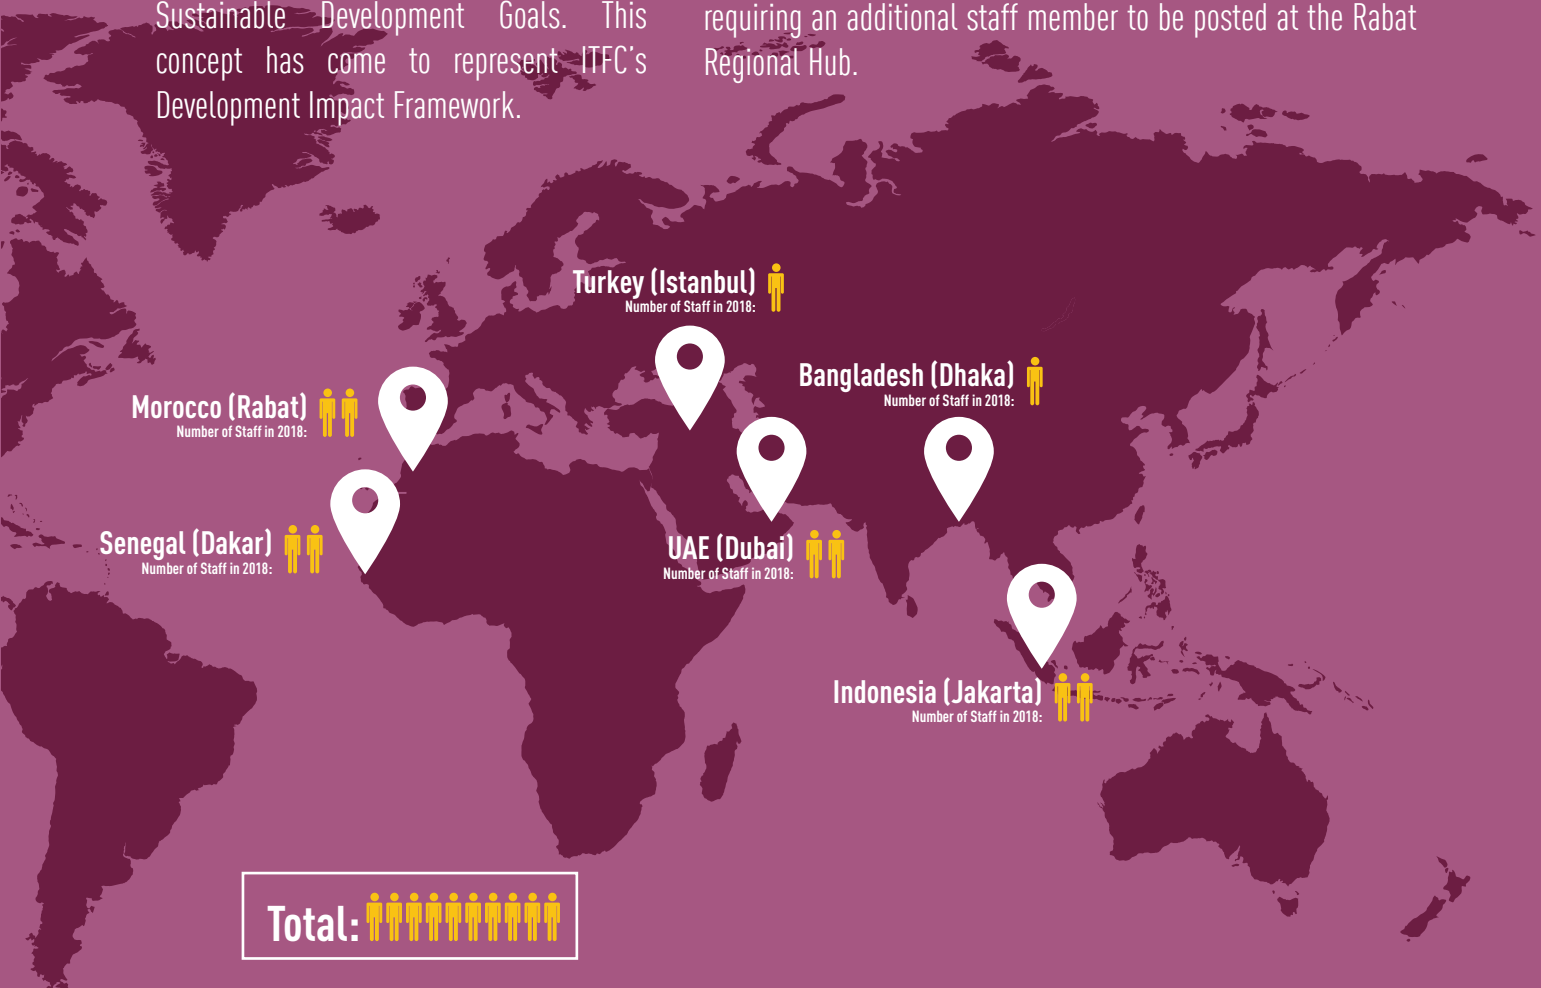 Sustainable Development Goals. This
concept has come to represent ITFC's
Development Impact Framework.
requiring an additional staff member to be posted at the Rabat
Regional Hub.
Turkey (Istanbul)
Number of Staff in 2018:
Bangladesh (Dhaka)
Number of Staff in 2018:
Morocco (Rabat)
Number of Staff in 2018:
Senegal (Dakar)
Number of Staff in 2018:
UAE (Dubai)
Number of Staff in 2018:
Indonesia (Jakarta)
Number of Staff in 2018:
Total: